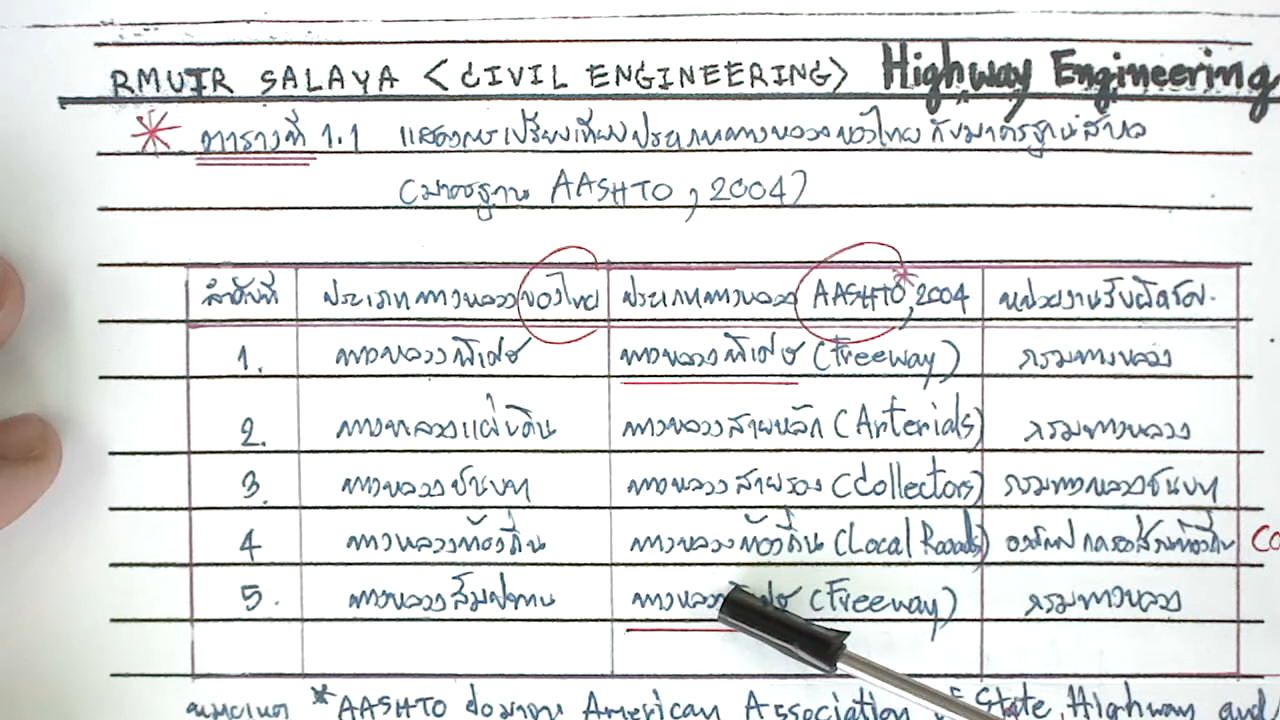 RMUTR SALAYA <CIVIL ENGINEERING> Highway Engineering
* ตารางที่ 1.1 แสดงการเปรียบเทียบประเภททางหลวงของไทย กับมาตรฐานสากล
(มาตรฐาน AASHTO, 2004)
ลำดับที่ ประเภททางหลวงของไทย ประเภททางหลวง AASHTO*, 2004 หน่วยงานรับผิดชอบ.
1. ทางหลวงพิเศษ ทางหลวงพิเศษ (Freeway) กรมทางหลวง
2. ทางหลวงแผ่นดิน ทางหลวงสายหลัก (Arterials) กรมทางหลวง
3. ทางหลวงชนบท ทางหลวงสายรอง (Collectors) กรมทางหลวงชนบท
4 ทางหลวงท้องถิ่น ทางหลวงท้องถิ่น (Local Roads) องค์กรปกครองส่วนท้องถิ่น CO
5. ทางหลวงสัมปทาน ทางหลวงพิเศษ (Freeway) กรมทางหลวง
หมายเหตุ *AASHTO ย่อมาจาก American Association of State Highway and